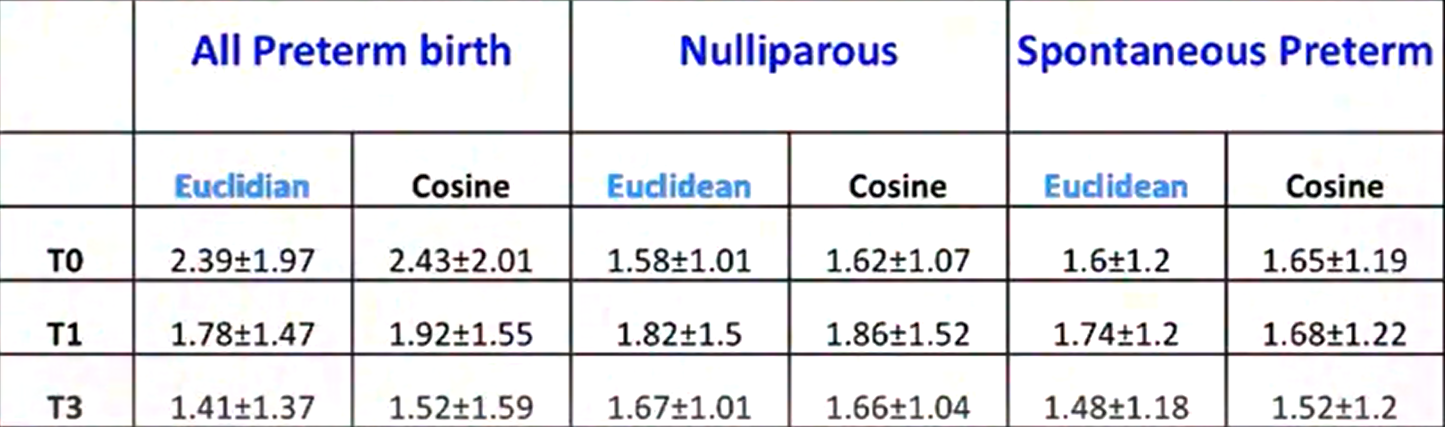 All Preterm birth Nulliparous Spontaneous Preterm
Euclidian Cosine Euclidean Cosine Euclidean Cosine
T0 2.39±1.97 2.43±2.01 1.58±1.01 1.62±1.07 1.6±1.2 1.65±1.19
T1 1.78±1.47 1.92±1.55 1.82±1.5 1.86±1.52 1.74±1.2 1.68±1.22
T3 1.41±1.37 1.52±1.59 1.67±1.01 1.66±1.04 1.48±1.18 1.52±1.2